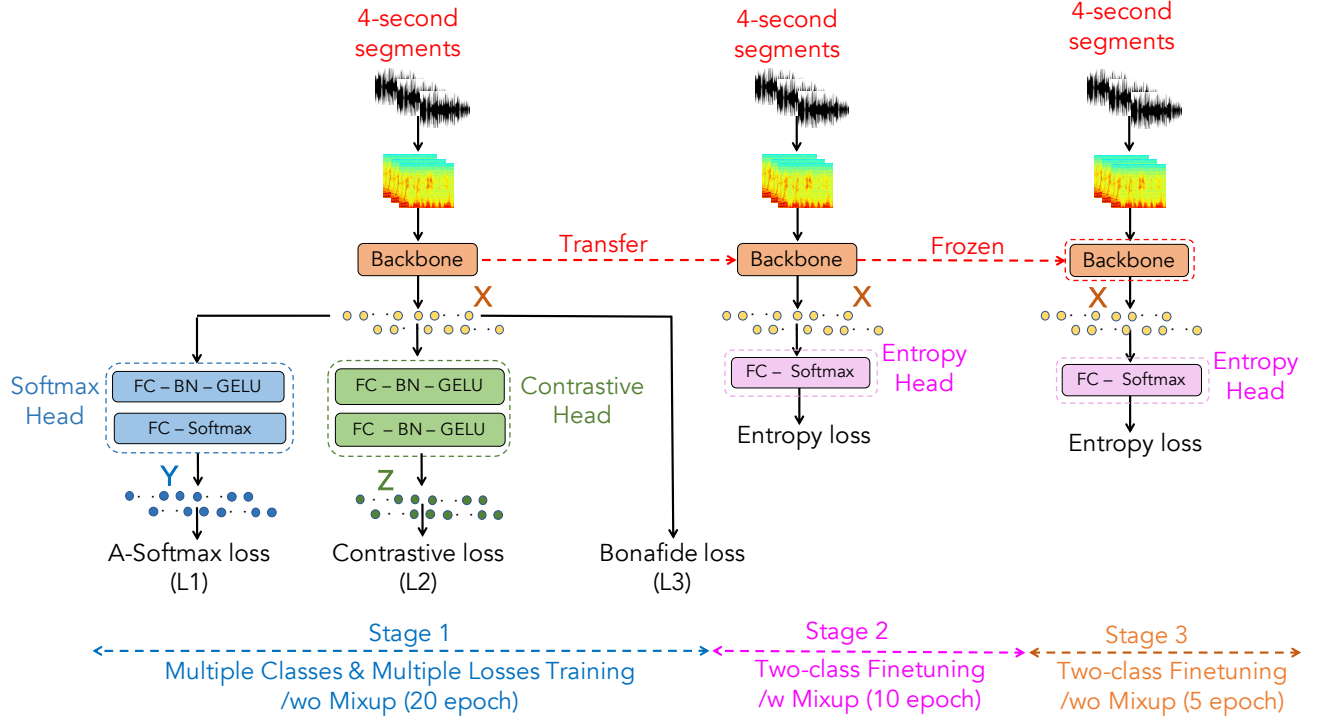 4-second
segments
4-second
segments
4-second
segments
Backbone
Transfer
Backbone
Frozen
Backbone
X
X
X
Softmax
Head
FC – BN – GELU
FC – Softmax
FC – BN – GELU
FC – BN – GELU
Contrastive
Head
FC – Softmax
Entropy
Head
FC – Softmax
Entropy
Head
Entropy loss
Entropy loss
Y
Z
A-Softmax loss
(L1)
Contrastive loss
(L2)
Bonafide loss
(L3)
Stage 1
Multiple Classes & Multiple Losses Training
/wo Mixup (20 epoch)
Stage 2
Two-class Finetuning
/w Mixup (10 epoch)
Stage 3
Two-class Finetuning
/wo Mixup (5 epoch)